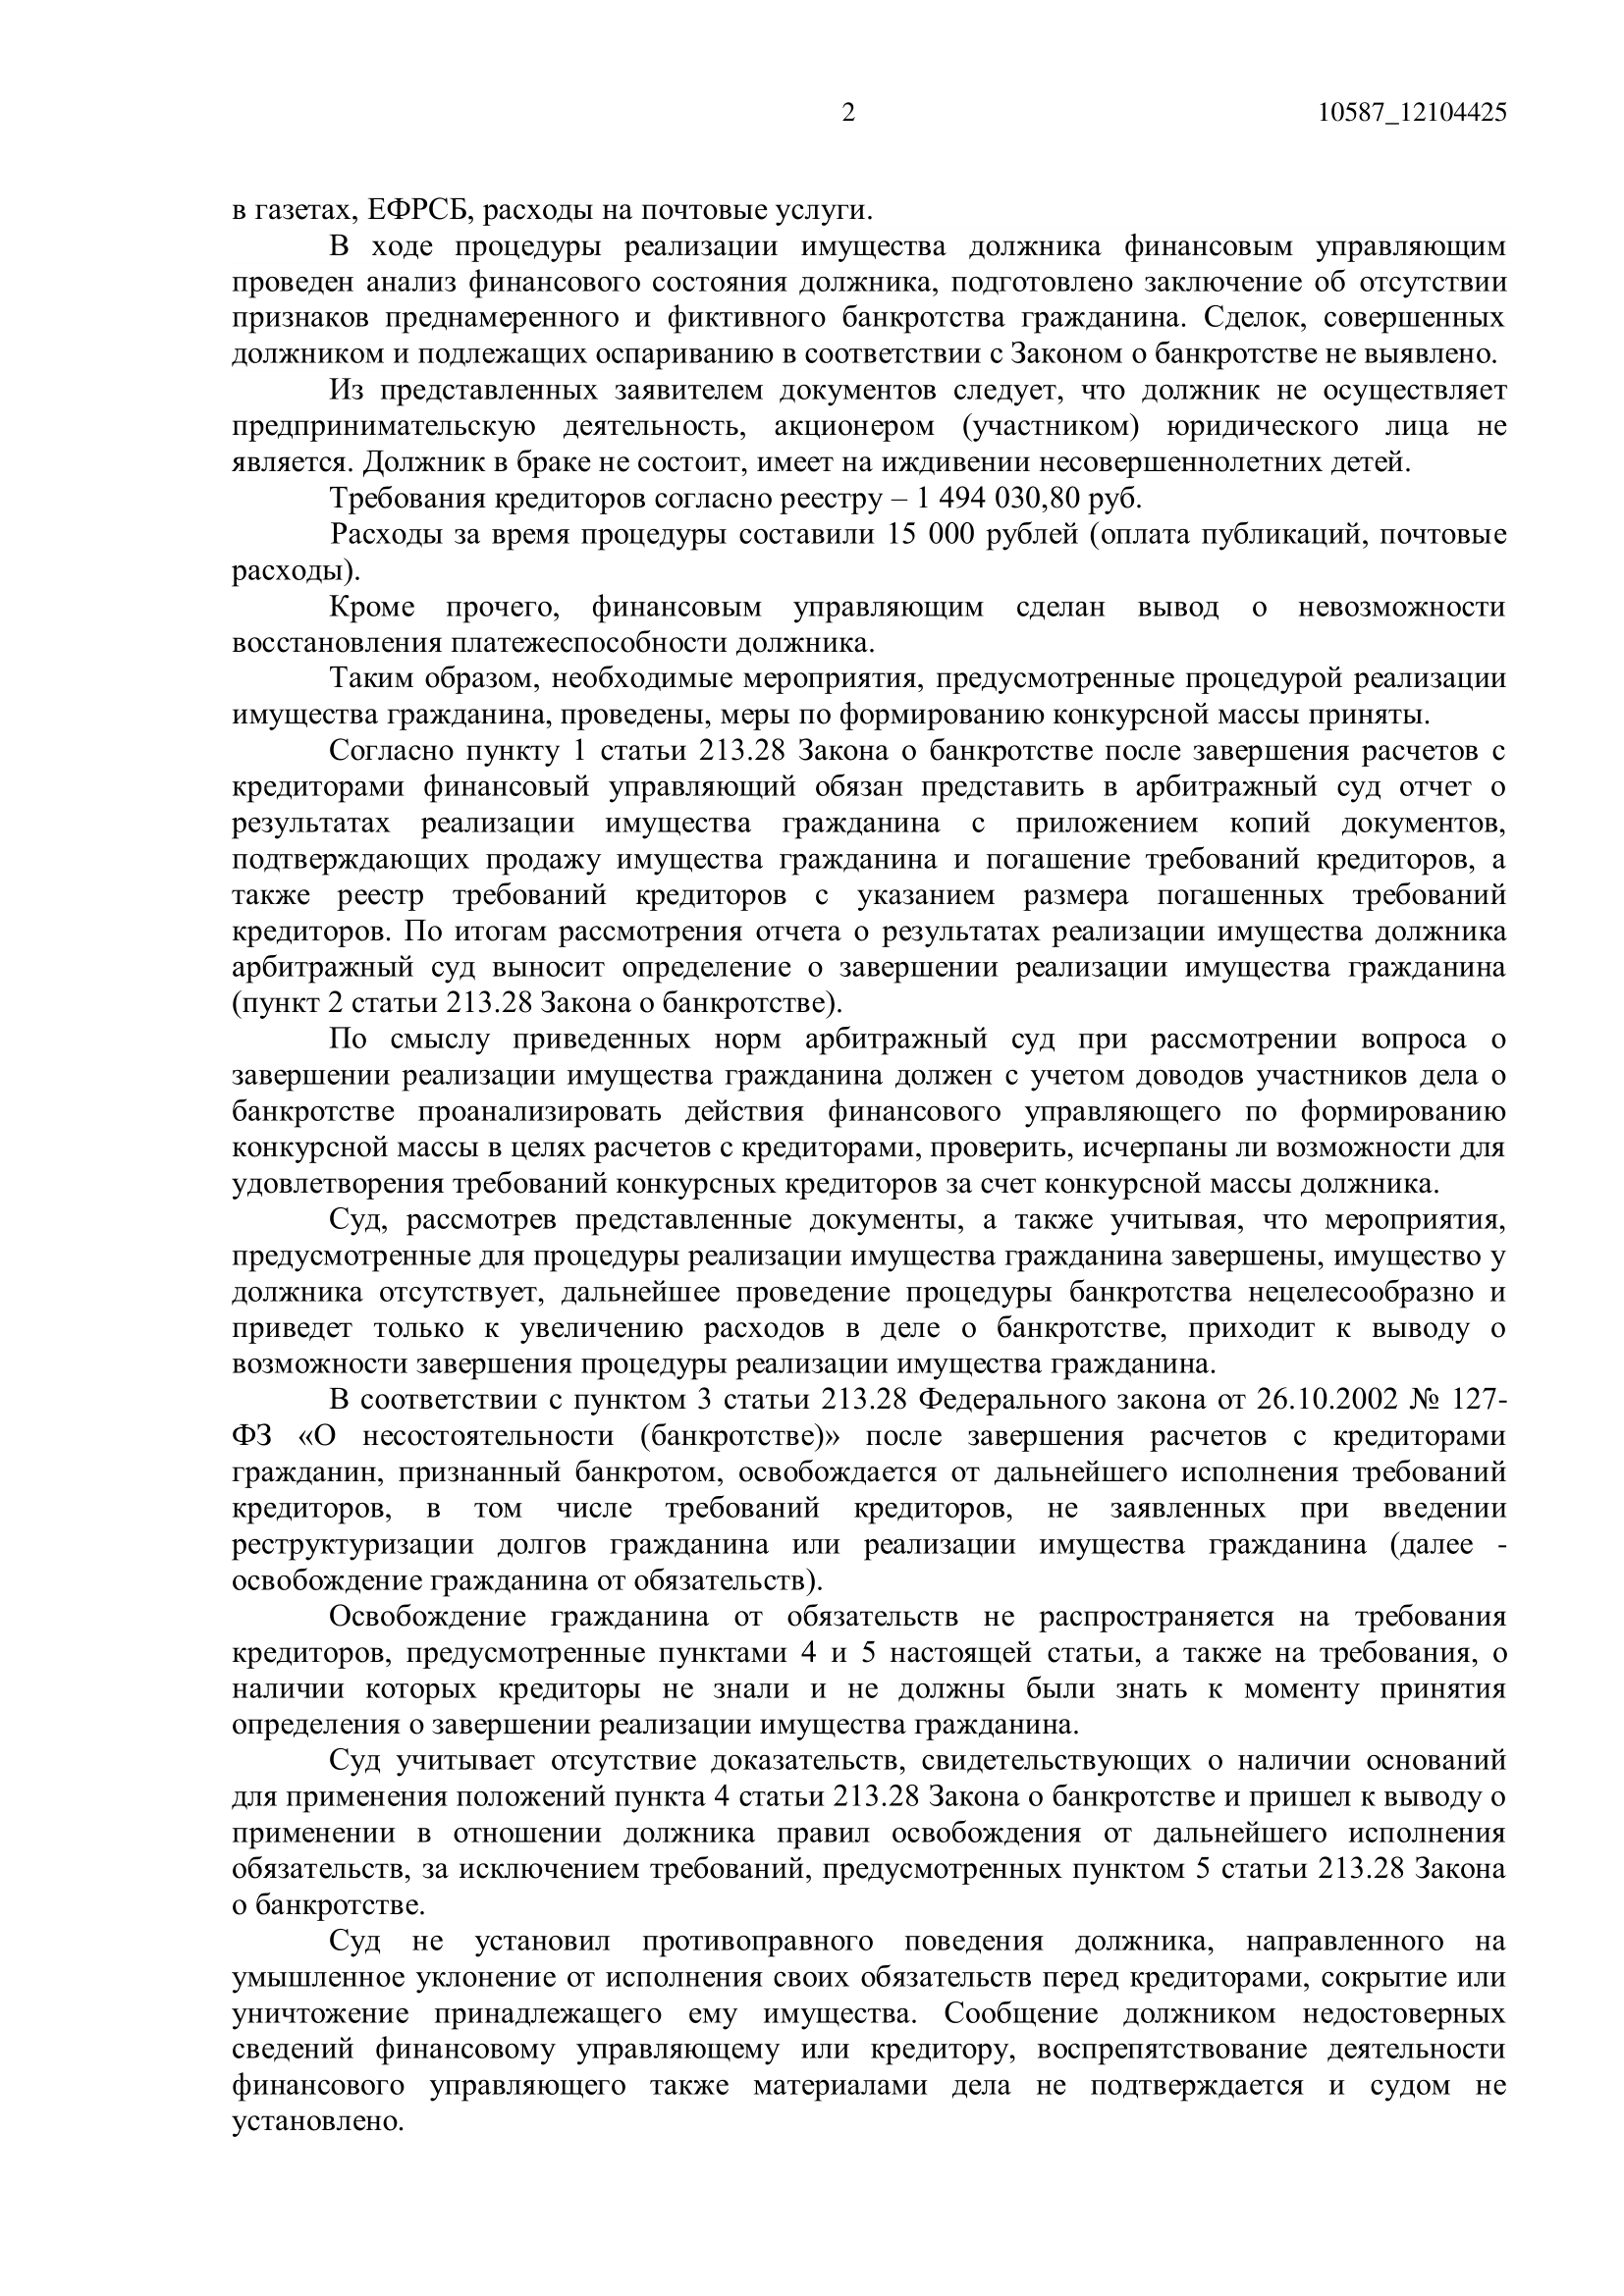 2
10587_12104425
в газетах, ЕФРСБ, расходы на почтовые услуги.
В ходе процедуры реализации имущества должника финансовым управляющим
проведен анализ финансового состояния должника, подготовлено заключение об отсутствии
признаков преднамеренного и фиктивного банкротства гражданина. Сделок, совершенных
должником и подлежащих оспариванию в соответствии с Законом о банкротстве не выявлено.
Из представленных заявителем документов следует, что должник не осуществляет
предпринимательскую деятельность, акционером (участником) юридического лица не
является. Должник в браке не состоит, имеет на иждивении несовершеннолетних детей.
Требования кредиторов согласно реестру – 1 494 030,80 руб.
Расходы за время процедуры составили 15 000 рублей (оплата публикаций, почтовые
расходы).
Кроме прочего, финансовым управляющим сделан вывод о невозможности
восстановления платежеспособности должника.
Таким образом, необходимые мероприятия, предусмотренные процедурой реализации
имущества гражданина, проведены, меры по формированию конкурсной массы приняты.
Согласно пункту 1 статьи 213.28 Закона о банкротстве после завершения расчетов с
кредиторами финансовый управляющий обязан представить в арбитражный суд отчет о
результатах реализации имущества гражданина с приложением копий документов,
подтверждающих продажу имущества гражданина и погашение требований кредиторов, а
также реестр требований кредиторов с указанием размера погашенных требований
кредиторов. По итогам рассмотрения отчета о результатах реализации имущества должника
арбитражный суд выносит определение о завершении реализации имущества гражданина
(пункт 2 статьи 213.28 Закона о банкротстве).
По смыслу приведенных норм арбитражный суд при рассмотрении вопроса о
завершении реализации имущества гражданина должен с учетом доводов участников дела о
банкротстве проанализировать действия финансового управляющего по формированию
конкурсной массы в целях расчетов с кредиторами, проверить, исчерпаны ли возможности для
удовлетворения требований конкурсных кредиторов за счет конкурсной массы должника.
Суд, рассмотрев представленные документы, а также учитывая, что мероприятия,
предусмотренные для процедуры реализации имущества гражданина завершены, имущество у
должника отсутствует, дальнейшее проведение процедуры банкротства нецелесообразно и
приведет только к увеличению расходов в деле о банкротстве, приходит к выводу о
возможности завершения процедуры реализации имущества гражданина.
В соответствии с пунктом 3 статьи 213.28 Федерального закона от 26.10.2002 № 127-
ФЗ «О несостоятельности (банкротстве)» после завершения расчетов с кредиторами
гражданин, признанный банкротом, освобождается от дальнейшего исполнения требований
кредиторов, в том числе требований кредиторов, не заявленных при введении
реструктуризации долгов гражданина или реализации имущества гражданина (далее -
освобождение гражданина от обязательств).
Освобождение гражданина от обязательств не распространяется на требования
кредиторов, предусмотренные пунктами 4 и 5 настоящей статьи, а также на требования, о
наличии которых кредиторы не знали и не должны были знать к моменту принятия
определения о завершении реализации имущества гражданина.
Суд учитывает отсутствие доказательств, свидетельствующих о наличии оснований
для применения положений пункта 4 статьи 213.28 Закона о банкротстве и пришел к выводу о
применении в отношении должника правил освобождения от дальнейшего исполнения
обязательств, за исключением требований, предусмотренных пунктом 5 статьи 213.28 Закона
о банкротстве.
Суд не установил противоправного поведения должника, направленного на
умышленное уклонение от исполнения своих обязательств перед кредиторами, сокрытие или
уничтожение принадлежащего ему имущества. Сообщение должником недостоверных
сведений финансовому управляющему или кредитору, воспрепятствование деятельности
финансового управляющего также материалами дела не подтверждается и судом не
установлено.